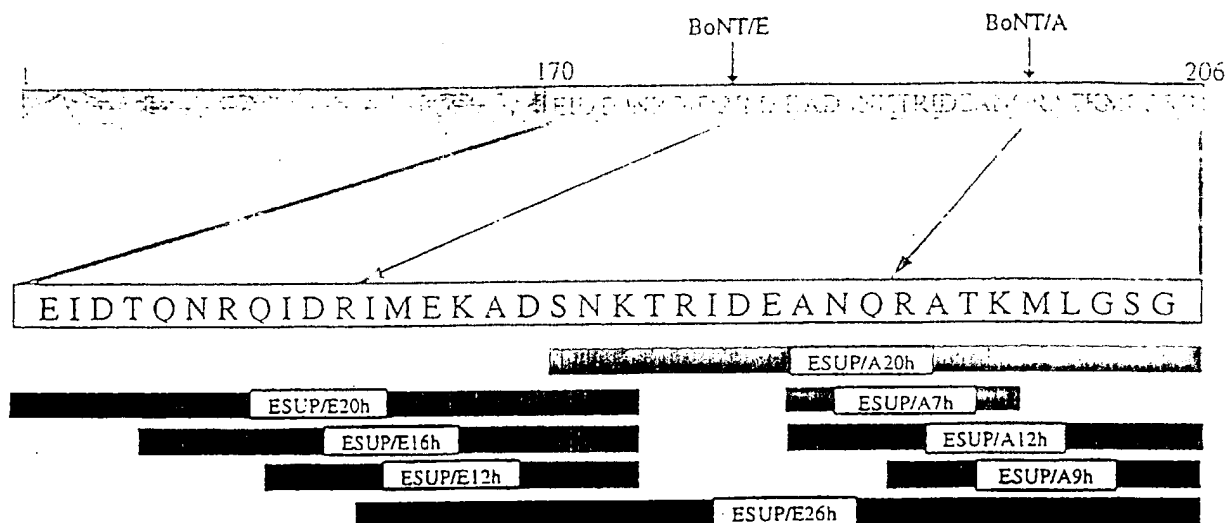 BoNT/E BoNT/A
1 170 206
E I D T Q N R Q I D R I M E K A D S N K T R I D E A N Q R A T K M L G S G
ESUP/A20h
ESUP/E20h ESUP/A7h
ESUP/E16h ESUP/A12h
ESUP/E12h ESUP/A9h
ESUP/E26h